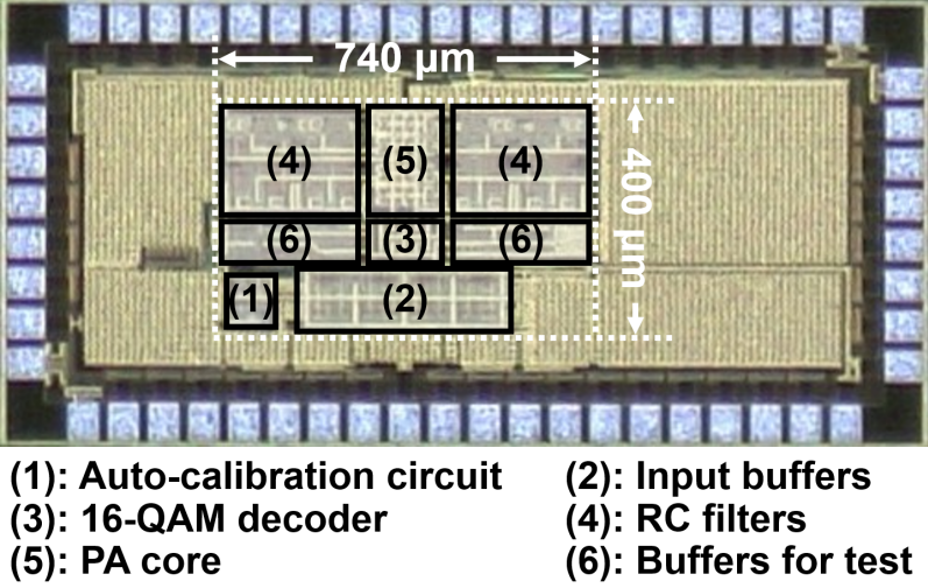 740 µm
(4) (5) (4)
400 µm
(6) (3) (6)
(1) (2)
(1): Auto-calibration circuit (2): Input buffers
(3): 16-QAM decoder (4): RC filters
(5): PA core (6): Buffers for test